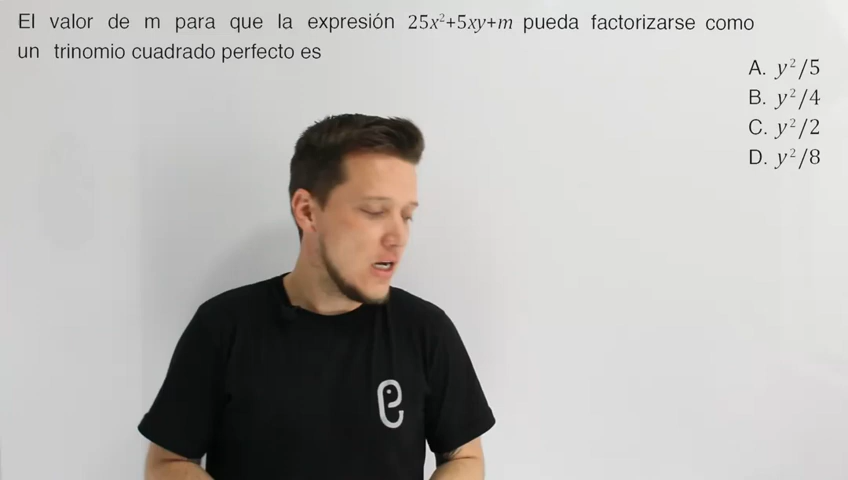 El valor de m para que la expresión 25x²+5xy+m pueda factorizarse como
un trinomio cuadrado perfecto es
A. y²/5
B. y²/4
C. y²/2
D. y²/8